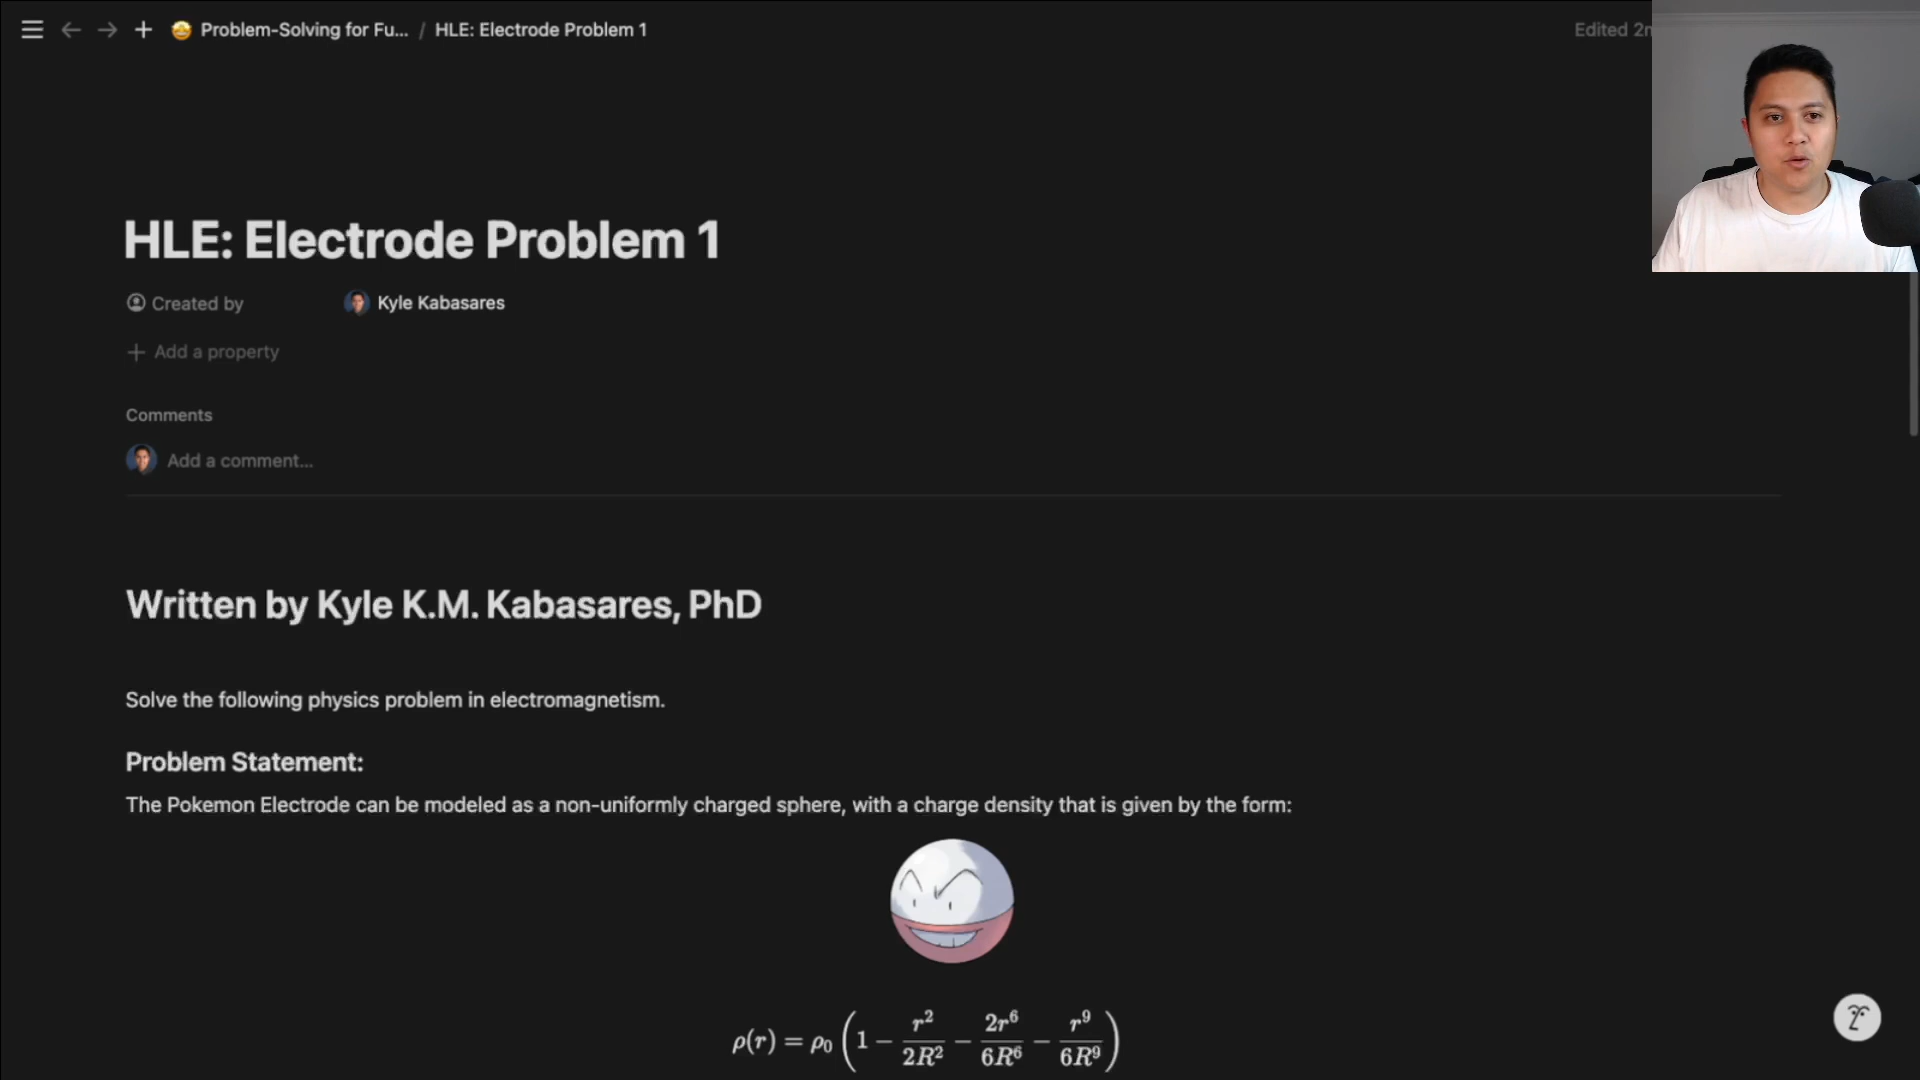 Problem-Solving for Fu... / HLE: Electrode Problem 1
Edited 2m
HLE: Electrode Problem 1
Created by Kyle Kabasares
Add a property
Comments
Add a comment...
Written by Kyle K.M. Kabasares, PhD
Solve the following physics problem in electromagnetism.
Problem Statement:
The Pokemon Electrode can be modeled as a non-uniformly charged sphere, with a charge density that is given by the form:
ρ(r) = ρ₀ (1 − r²/2R² − 2r⁶/6R⁶ − r⁹/6R⁹)